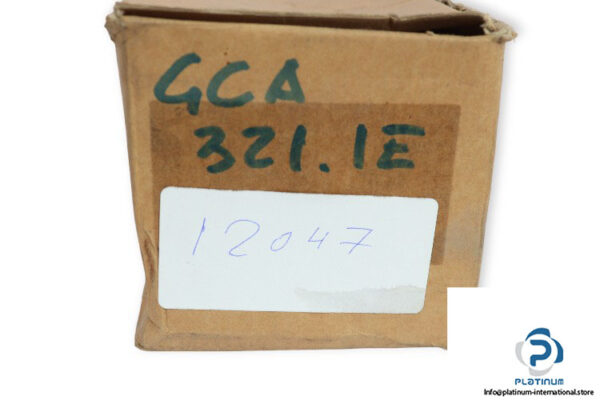 GCA
321.1E
12047
PLATINUM
Info@platinum-international.store